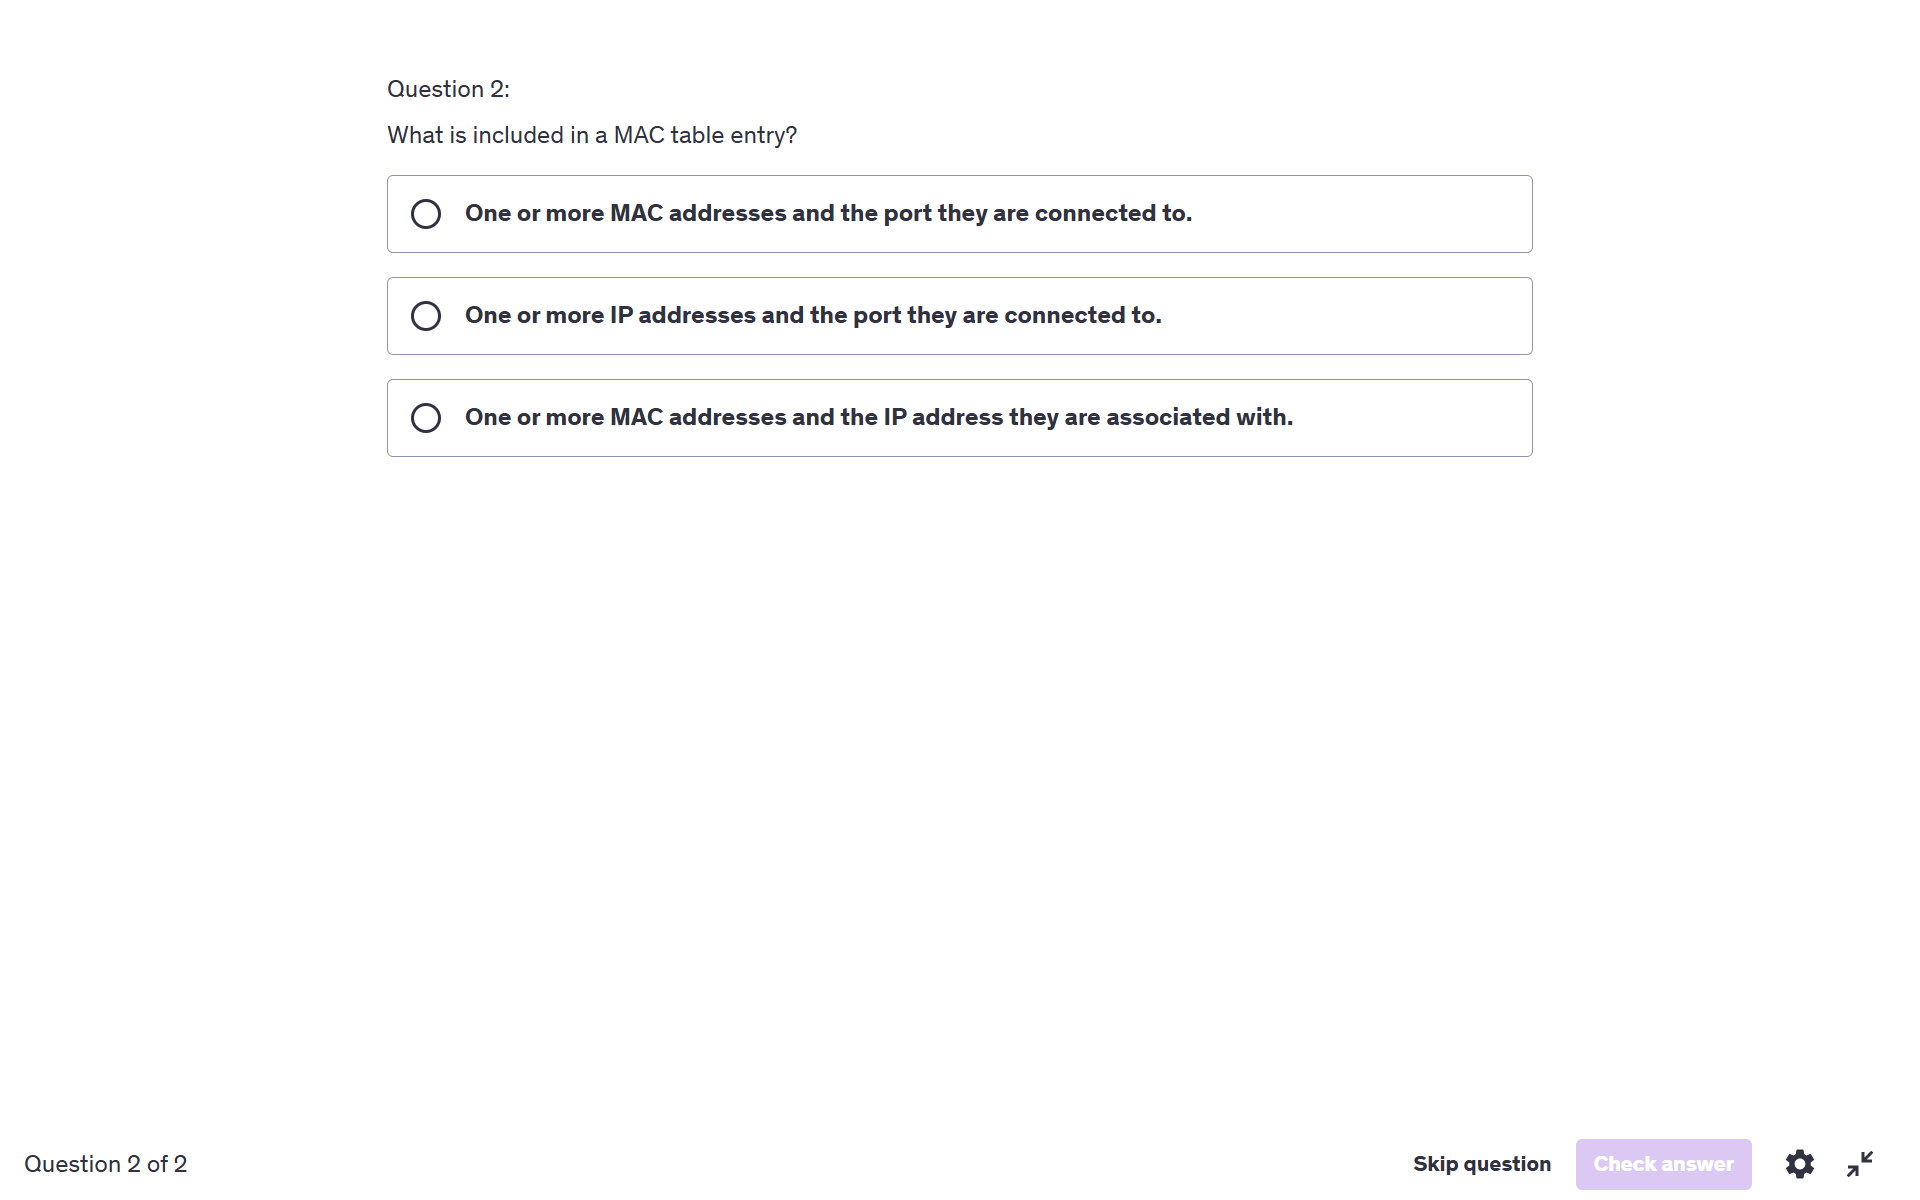 Question 2:
What is included in a MAC table entry?
One or more MAC addresses and the port they are connected to.
One or more IP addresses and the port they are connected to.
One or more MAC addresses and the IP address they are associated with.
Question 2 of 2
Skip question
Check answer